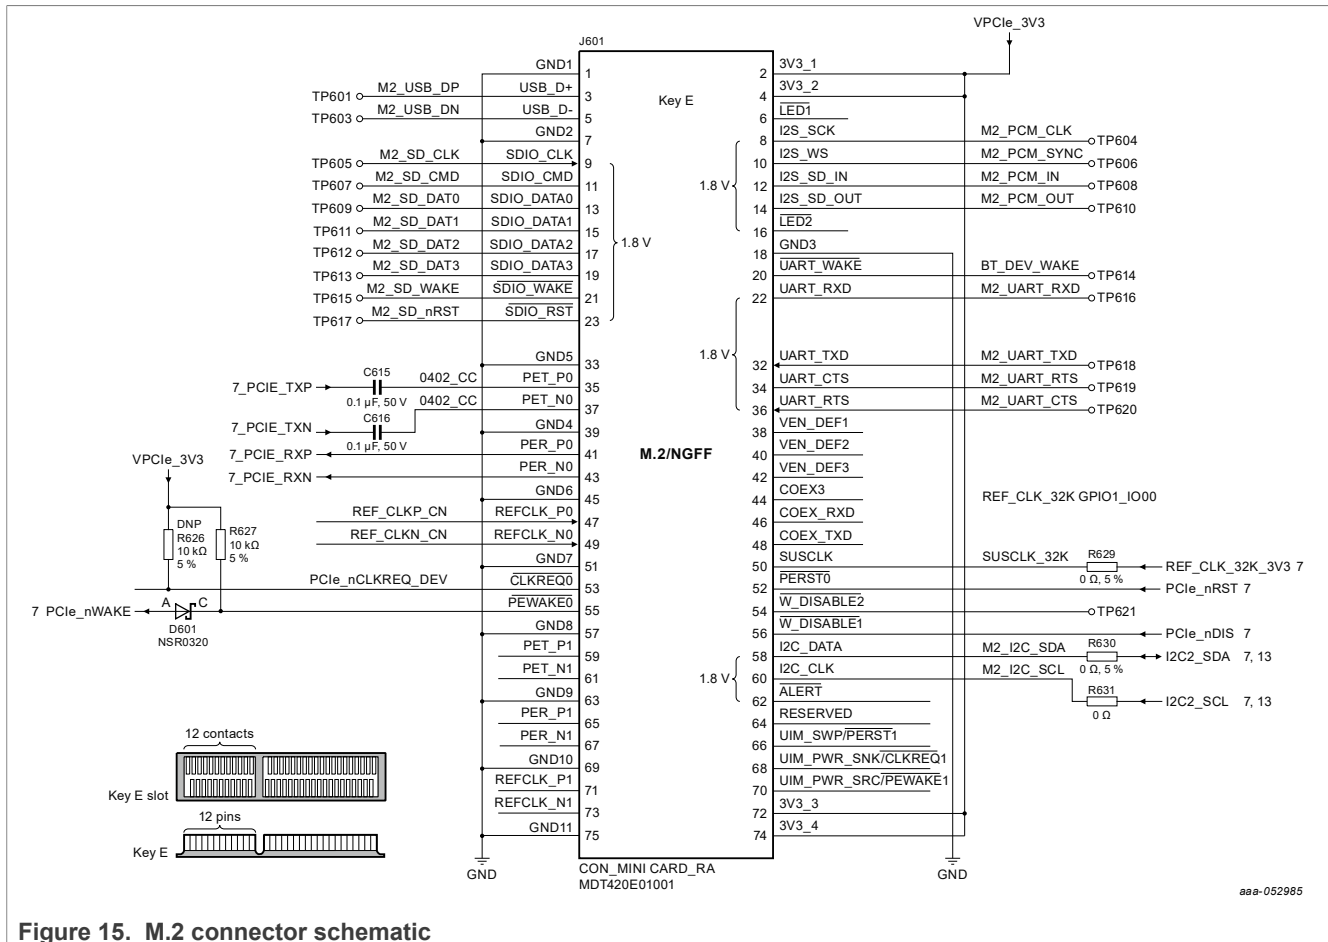 VPCIe_3V3
J601
GND1 1 2 3V3_1
TP601 M2_USB_DP USB_D+ 3 4 3V3_2
Key E
TP603 M2_USB_DN USB_D- 5 6 LED1
GND2 7 8 I2S_SCK M2_PCM_CLK TP604
TP605 M2_SD_CLK SDIO_CLK 9 10 I2S_WS M2_PCM_SYNC TP606
TP607 M2_SD_CMD SDIO_CMD 11 1.8 V 12 I2S_SD_IN M2_PCM_IN TP608
TP609 M2_SD_DAT0 SDIO_DATA0 13 14 I2S_SD_OUT M2_PCM_OUT TP610
TP611 M2_SD_DAT1 SDIO_DATA1 15 16 LED2
1.8 V
TP612 M2_SD_DAT2 SDIO_DATA2 17 18 GND3
TP613 M2_SD_DAT3 SDIO_DATA3 19 20 UART_WAKE BT_DEV_WAKE TP614
TP615 M2_SD_WAKE SDIO_WAKE 21 22 UART_RXD M2_UART_RXD TP616
TP617 M2_SD_nRST SDIO_RST 23
1.8 V
GND5 33 32 UART_TXD M2_UART_TXD TP618
7_PCIE_TXP C615 0.1 µF, 50 V 0402_CC PET_P0 35 34 UART_CTS M2_UART_RTS TP619
0402_CC PET_N0 37 36 UART_RTS M2_UART_CTS TP620
7_PCIE_TXN C616 0.1 µF, 50 V GND4 39 38 VEN_DEF1
7_PCIE_RXP PER_P0 41 M.2/NGFF 40 VEN_DEF2
VPCIe_3V3
7_PCIE_RXN PER_N0 43 42 VEN_DEF3
GND6 45 44 COEX3 REF_CLK_32K GPIO1_IO00
REF_CLKP_CN REFCLK_P0 47 46 COEX_RXD
DNP
R626
10 kΩ
5 %
R627
10 kΩ
5 %
REF_CLKN_CN REFCLK_N0 49 48 COEX_TXD
GND7 51 50 SUSCLK SUSCLK_32K R629 0 Ω, 5 % REF_CLK_32K_3V3 7
PCIe_nCLKREQ_DEV CLKREQ0 53 52 PERST0 PCIe_nRST 7
7 PCIe_nWAKE A C PEWAKE0 55 54 W_DISABLE2 TP621
D601
NSR0320
GND8 57 56 W_DISABLE1 PCIe_nDIS 7
PET_P1 59 58 I2C_DATA M2_I2C_SDA R630 0 Ω, 5 % I2C2_SDA 7, 13
PET_N1 61 1.8 V 60 I2C_CLK M2_I2C_SCL
GND9 63 62 ALERT R631 0 Ω I2C2_SCL 7, 13
PER_P1 65 64 RESERVED
PER_N1 67 66 UIM_SWP/PERST1
GND10 69 68 UIM_PWR_SNK/CLKREQ1
REFCLK_P1 71 70 UIM_PWR_SRC/PEWAKE1
REFCLK_N1 73 72 3V3_3
GND11 75 74 3V3_4
12 contacts
Key E slot
12 pins
Key E
GND
CON_MINI CARD_RA
MDT420E01001
GND
aaa-052985
Figure 15. M.2 connector schematic